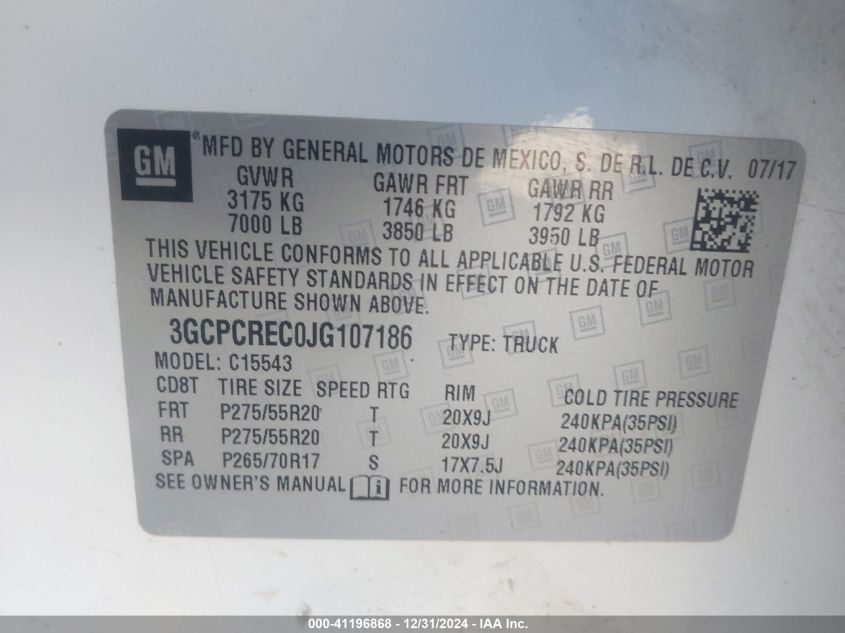 GM ® MFD BY GENERAL MOTORS DE MEXICO, S. DE R.L. DE C.V. 07/17
GVWR GAWR FRT GAWR RR
3175 KG 1746 KG 1792 KG
7000 LB 3850 LB 3950 LB
THIS VEHICLE CONFORMS TO ALL APPLICABLE U.S. FEDERAL MOTOR
VEHICLE SAFETY STANDARDS IN EFFECT ON THE DATE OF
MANUFACTURE SHOWN ABOVE.
3GCPCREC0JG107186 TYPE: TRUCK
MODEL: C15543
CD8T TIRE SIZE SPEED RTG RIM COLD TIRE PRESSURE
FRT P275/55R20 T 20X9J 240KPA(35PSI)
RR P275/55R20 T 20X9J 240KPA(35PSI)
SPA P265/70R17 S 17X7.5J 240KPA(35PSI)
SEE OWNER'S MANUAL i FOR MORE INFORMATION.
000-41196868 - 12/31/2024 - IAA Inc.